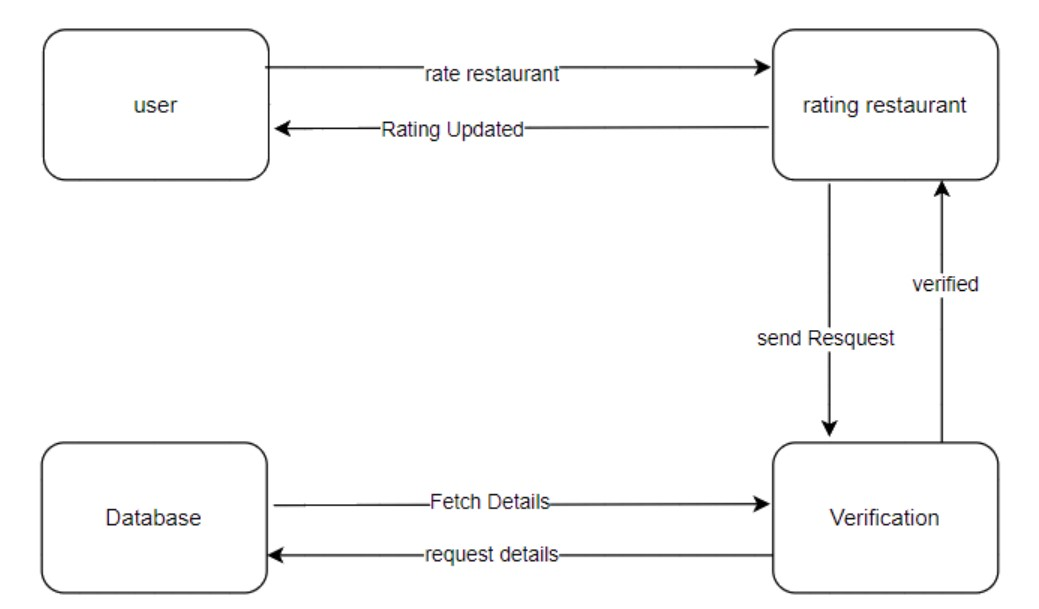 user
rate restaurant
rating restaurant
Rating Updated
verified
send Resquest
Database
Fetch Details
Verification
request details